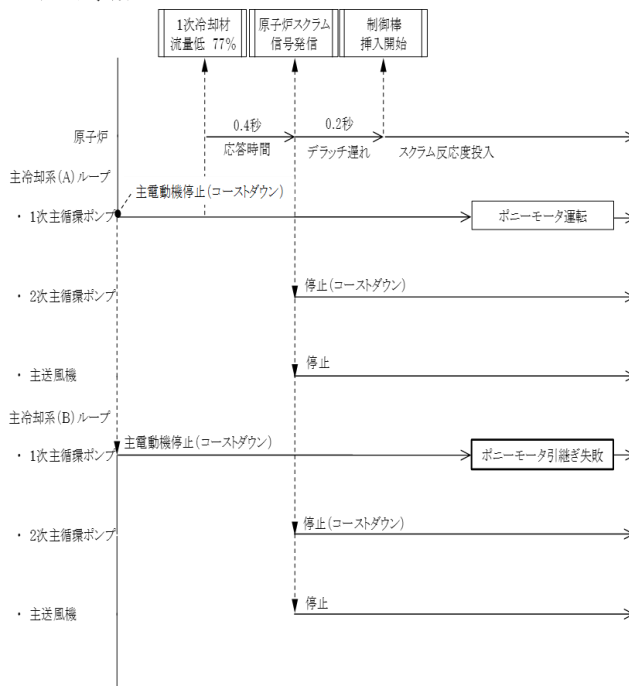 1次冷却材
流量低 77%
原子炉スクラム
信号発信
制御棒
挿入開始
原子炉
0.4秒
応答時間
0.2秒
デラッチ遅れ
スクラム反応度投入
主冷却系(A)ループ
主電動機停止(コーストダウン)
・ 1次主循環ポンプ
ポニーモータ運転
・ 2次主循環ポンプ
停止(コーストダウン)
・ 主送風機
停止
主冷却系(B)ループ
主電動機停止(コーストダウン)
・ 1次主循環ポンプ
ポニーモータ引継ぎ失敗
・ 2次主循環ポンプ
停止(コーストダウン)
・ 主送風機
停止